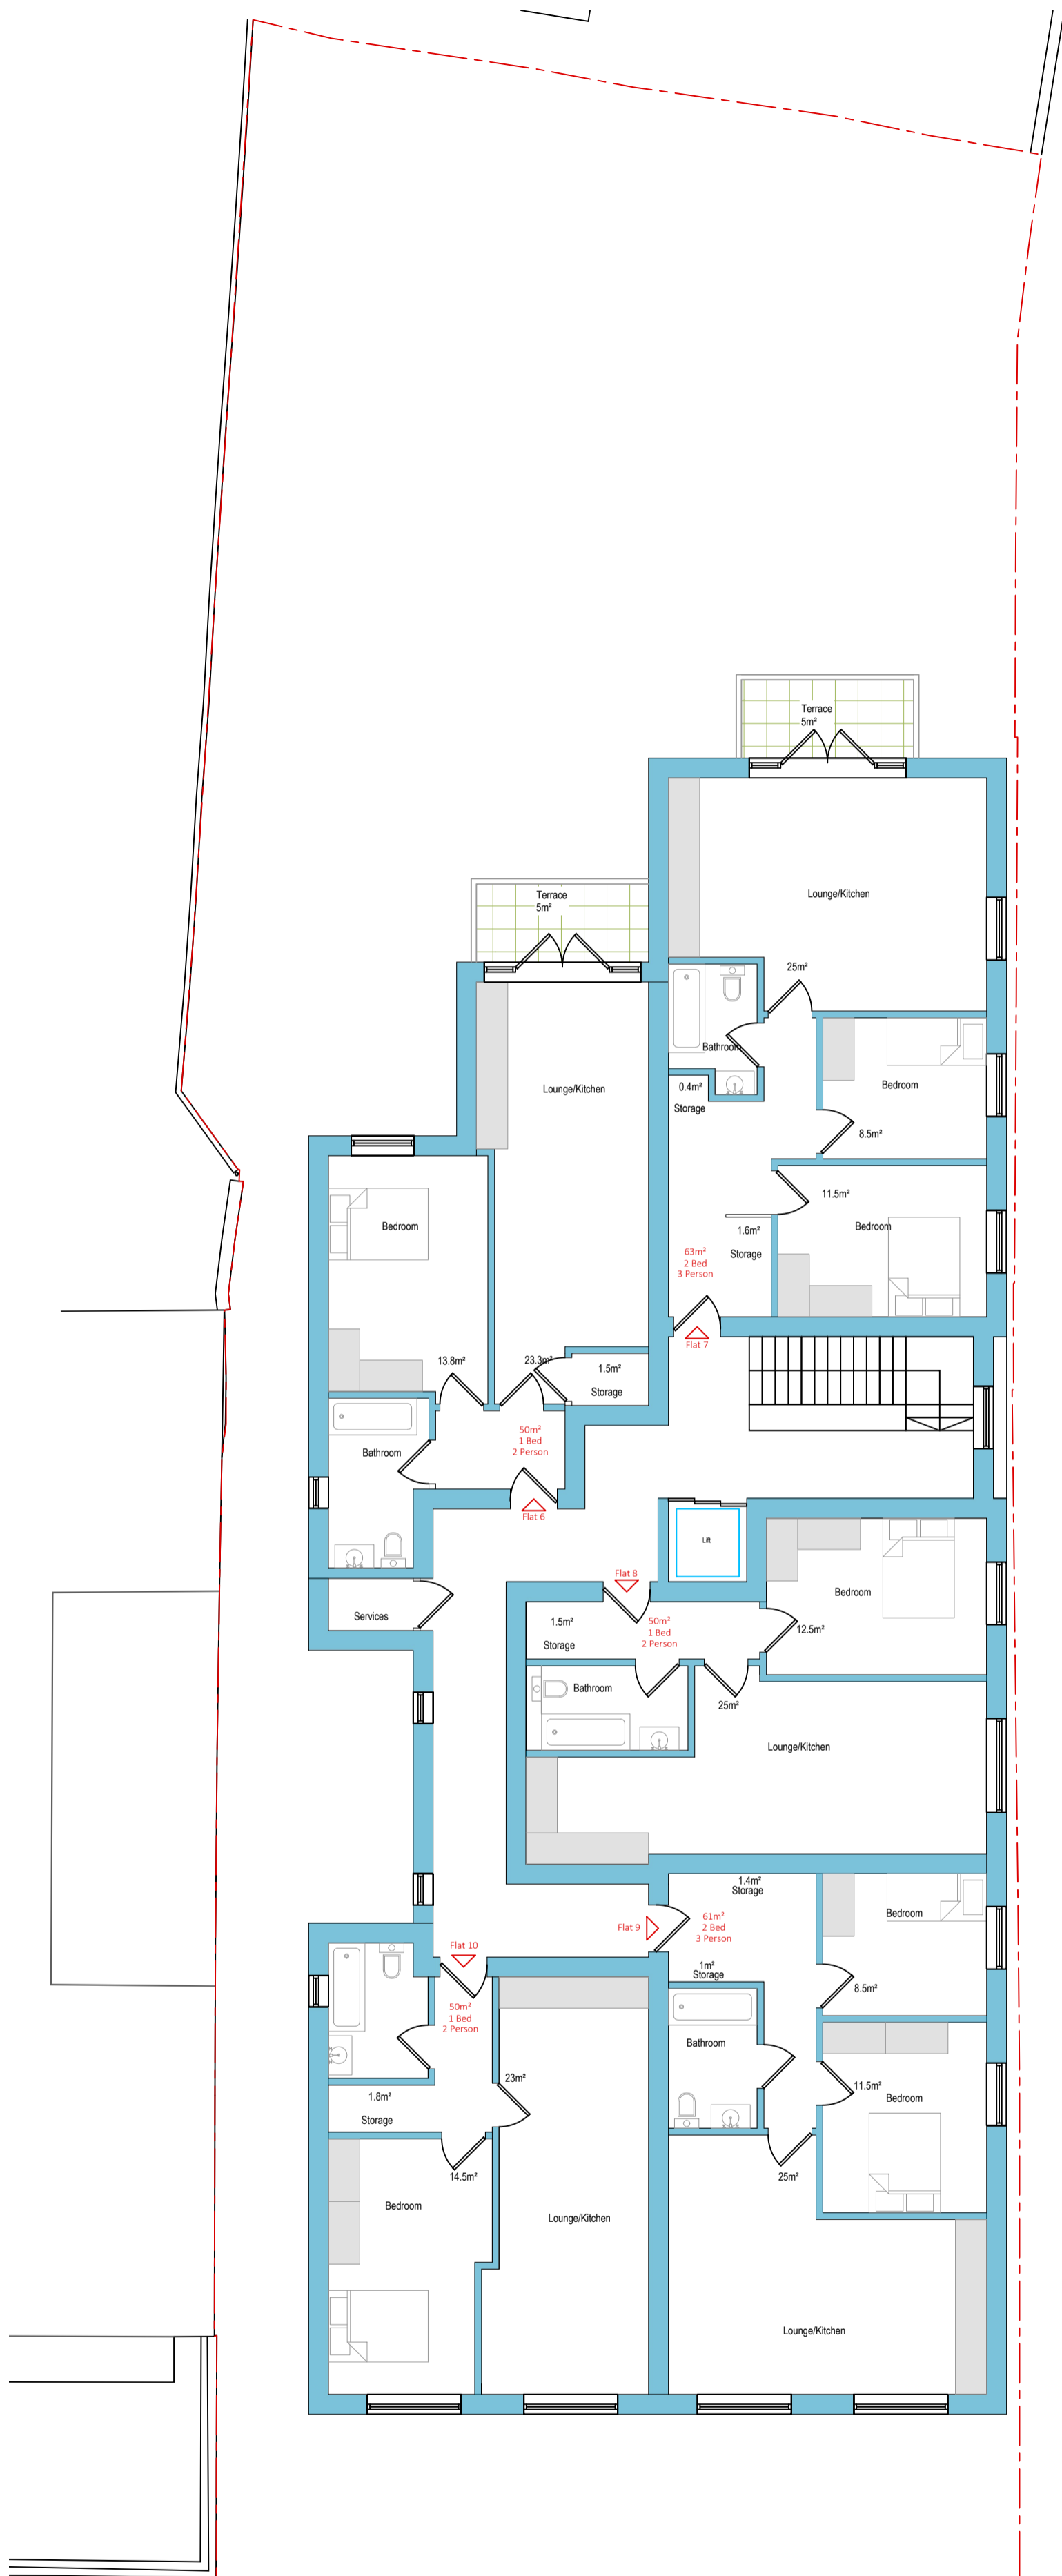 Terrace
5m²
Lounge/Kitchen
25m²
Terrace
5m²
Lounge/Kitchen
Bathroom
Bedroom
8.5m²
0.4m²
Storage
11.5m²
Bedroom
1.6m²
Storage
63m²
2 Bed
3 Person
Flat 7
Bedroom
13.8m²
23.3m²
1.5m²
Storage
50m²
1 Bed
2 Person
Bathroom
Flat 6
Lift
Flat 8
Services
1.5m²
Storage
50m²
1 Bed
2 Person
Bedroom
12.5m²
Bathroom
25m²
Lounge/Kitchen
1.4m²
Storage
Flat 9
61m²
2 Bed
3 Person
Bedroom
8.5m²
1m²
Storage
Flat 10
50m²
1 Bed
2 Person
Bathroom
11.5m²
Bedroom
23m²
1.8m²
Storage
14.5m²
25m²
Bedroom
Lounge/Kitchen
Lounge/Kitchen